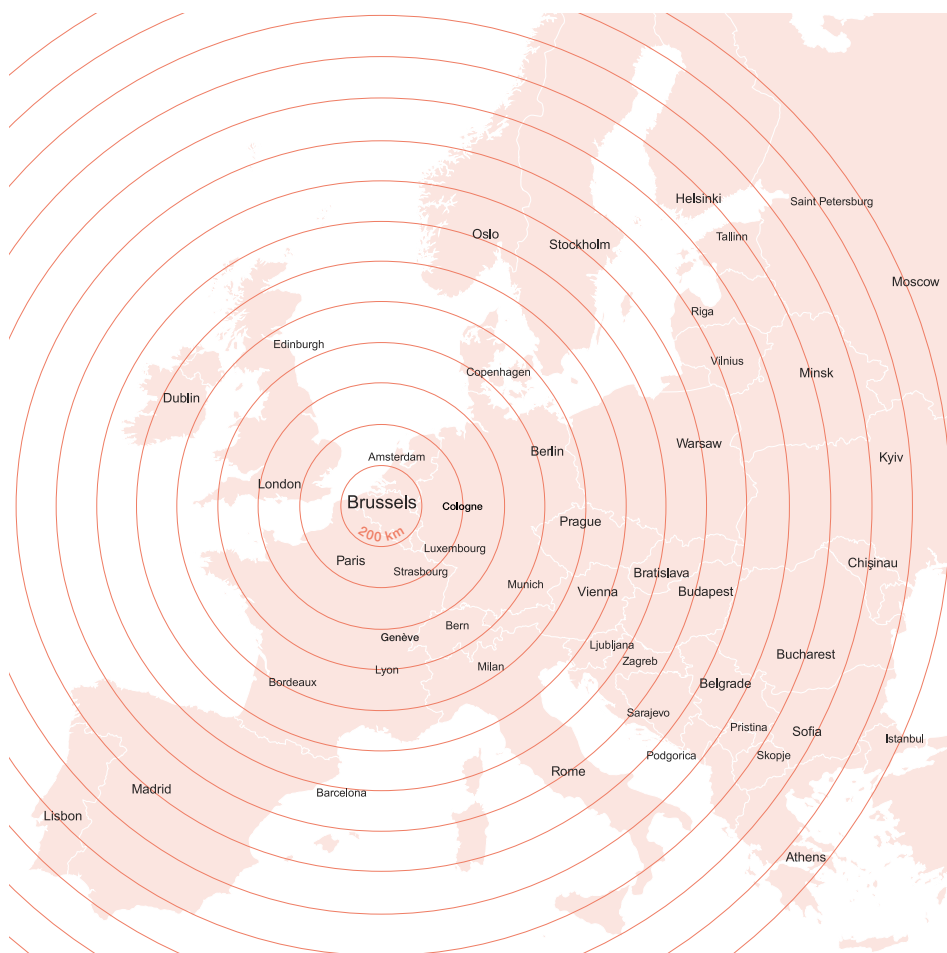 Helsinki
Saint Petersburg
Oslo
Tallinn
Stockholm
Moscow
Riga
Edinburgh
Vilnius
Copenhagen
Minsk
Dublin
Warsaw
Berlin
Amsterdam
Kyiv
London
Brussels
Cologne
Prague
200 km
Luxembourg
Paris
Chişinau
Strasbourg
Bratislava
Munich
Vienna
Budapest
Bern
Genève
Ljubljana
Bucharest
Zagreb
Milan
Lyon
Bordeaux
Belgrade
Sarajevo
Pristina
Sofia
Istanbul
Podgorica
Skopje
Rome
Madrid
Barcelona
Lisbon
Athens